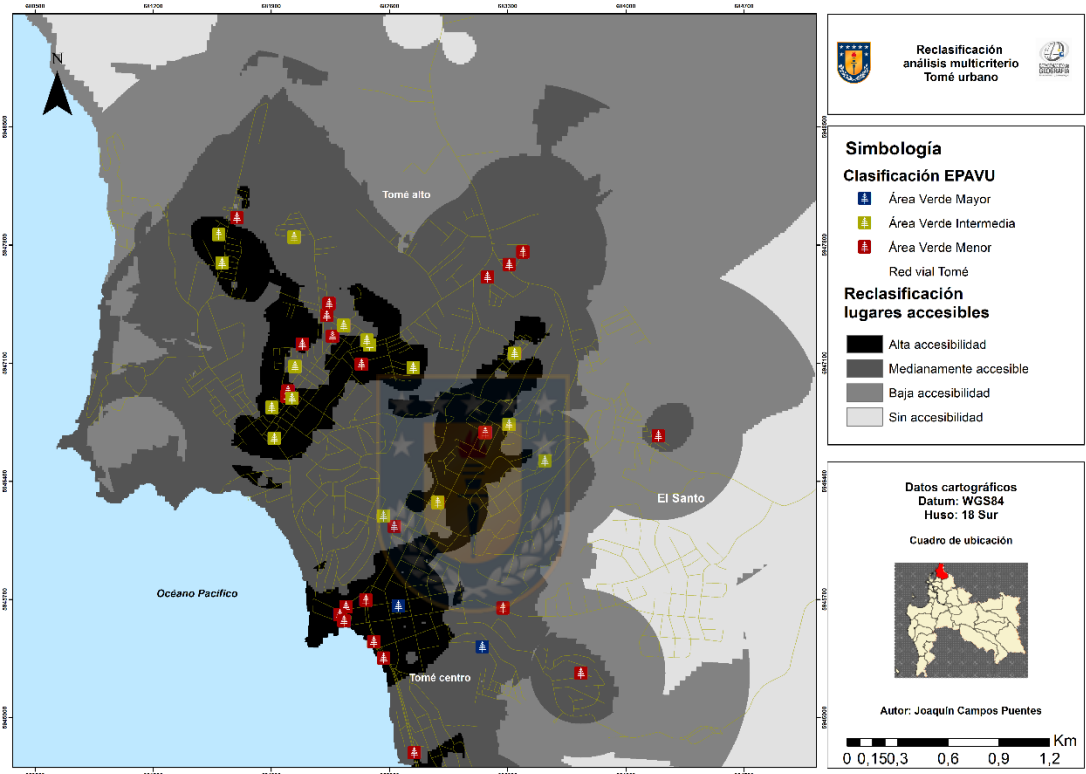 N
Tomé alto
El Santo
Océano Pacífico
Tomé centro
Reclasificación
análisis multicriterio
Tomé urbano
Simbología
Clasificación EPAVU
Área Verde Mayor
Área Verde Intermedia
Área Verde Menor
Red vial Tomé
Reclasificación
lugares accesibles
Alta accesibilidad
Medianamente accesible
Baja accesibilidad
Sin accesibilidad
Datos cartográficos
Datum: WGS84
Huso: 18 Sur
Cuadro de ubicación
Autor: Joaquín Campos Puentes
Km
0 0,15 0,3 0,6 0,9 1,2